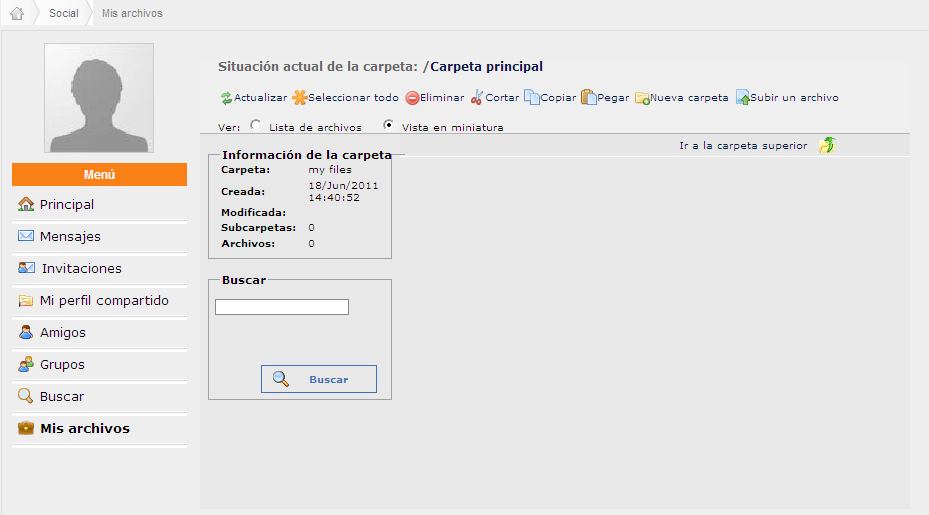 Social Mis archivos
Menú
Principal
Mensajes
Invitaciones
Mi perfil compartido
Amigos
Grupos
Buscar
Mis archivos
Situación actual de la carpeta: /Carpeta principal
Actualizar Seleccionar todo Eliminar Cortar Copiar Pegar Nueva carpeta Subir un archivo
Ver: Lista de archivos Vista en miniatura
Ir a la carpeta superior
Información de la carpeta
Carpeta: my files
Creada: 18/Jun/2011
14:40:52
Modificada:
Subcarpetas: 0
Archivos: 0
Buscar
Buscar